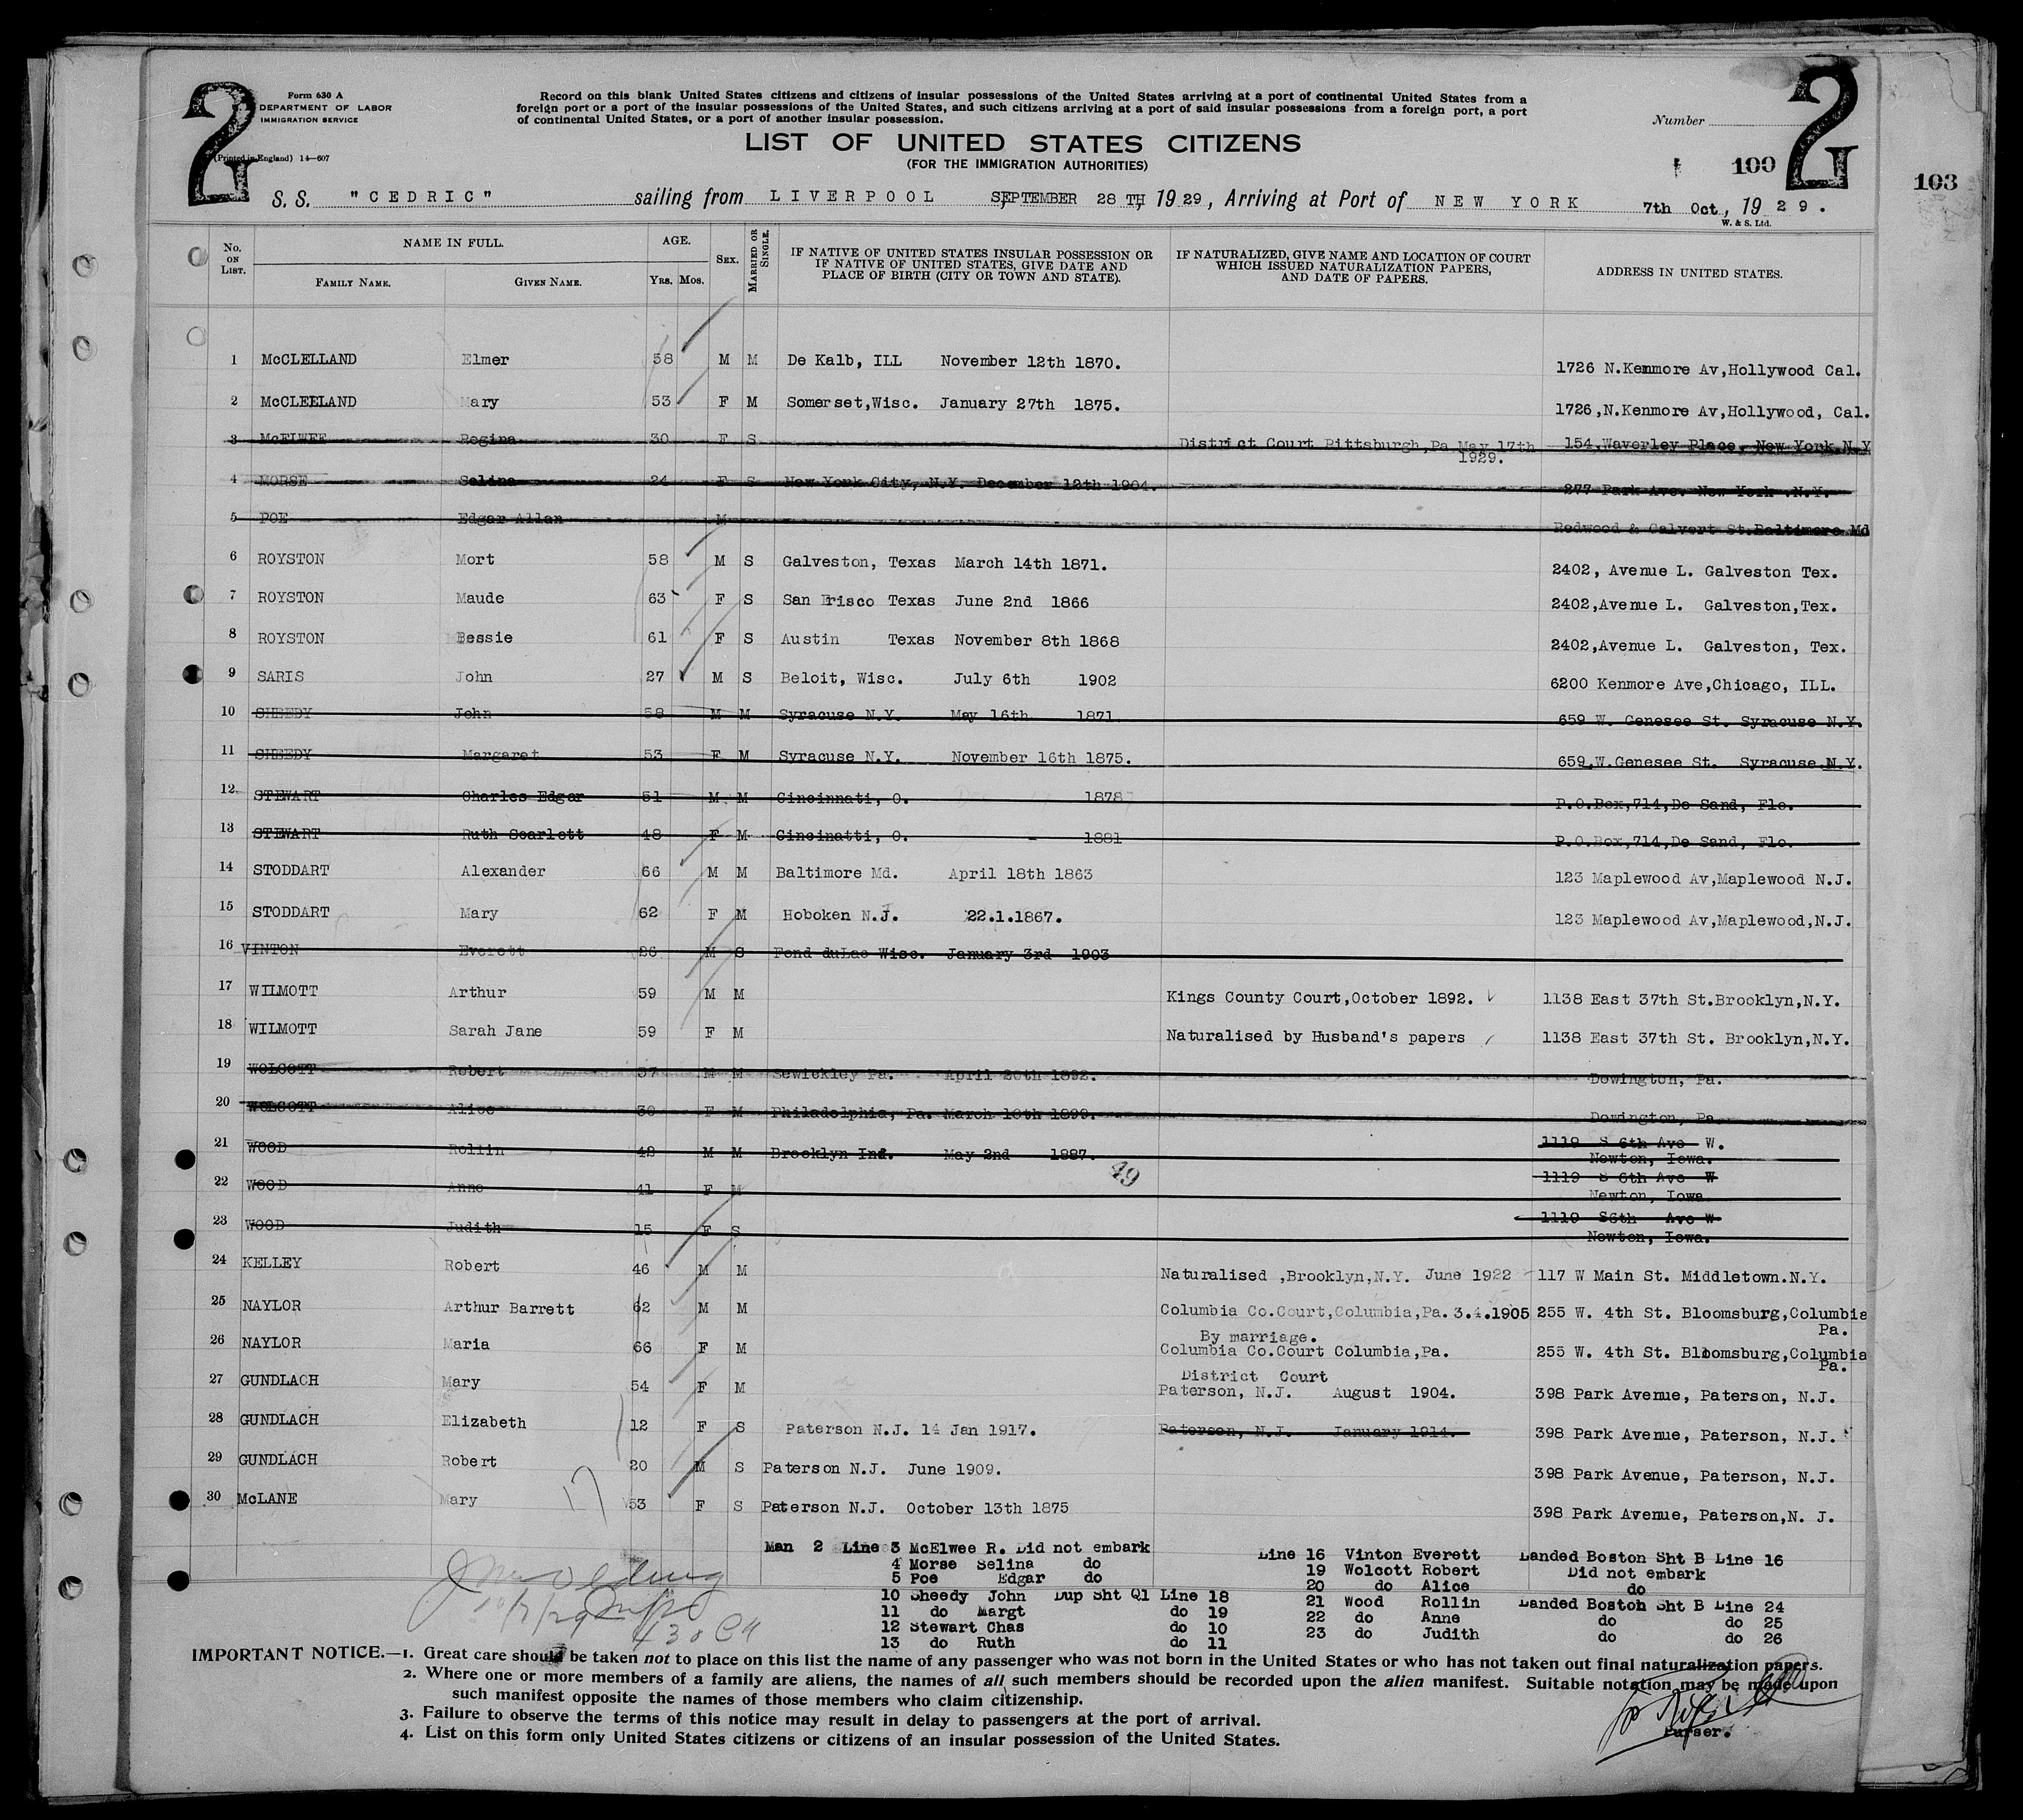 2
Form 630 A
DEPARTMENT OF LABOR
IMMIGRATION SERVICE
(Printed in England) 14—607
Record on this blank United States citizens and citizens of insular possessions of the United States arriving at a port of continental United States from a
foreign port or a port of the insular possessions of the United States, and such citizens arriving at a port of said insular possessions from a foreign port, a port
of continental United States, or a port of another insular possession.
LIST OF UNITED STATES CITIZENS
(FOR THE IMMIGRATION AUTHORITIES)
Number
2
100
103
S. S. "CEDRIC" sailing from LIVERPOOL SEPTEMBER 28 TH, 19 29, Arriving at Port of NEW YORK 7th Oct, 19 29.
W. & S. Ltd.
No. ON LIST. NAME IN FULL. FAMILY NAME. GIVEN NAME. AGE. YRS. MOS. SEX. MARRIED OR SINGLE. IF NATIVE OF UNITED STATES INSULAR POSSESSION OR IF NATIVE OF UNITED STATES, GIVE DATE AND PLACE OF BIRTH (CITY OR TOWN AND STATE). IF NATURALIZED, GIVE NAME AND LOCATION OF COURT WHICH ISSUED NATURALIZATION PAPERS, AND DATE OF PAPERS. ADDRESS IN UNITED STATES.
1 McCLELLAND Elmer 58 M M De Kalb, ILL November 12th 1870. 1726 N.Kenmore Av,Hollywood Cal.
2 McCLELLAND Mary 53 F M Somerset,Wisc. January 27th 1875. 1726,N.Kenmore Av,Hollywood, Cal.
3 McELWEE Regina 30 F S District Court Pittsburgh,Pa May 17th 1929. 154,Waverley Place, New York,N.Y
4 MORSE Selina 24 F S New York City, N.Y. December 12th 1904. 277 Park Ave. New York .N.Y.
5 POE Edgar Allan M Redwood & Calvert St.Baltimore Md
6 ROYSTON Mort 58 M S Galveston, Texas March 14th 1871. 2402, Avenue L. Galveston Tex.
7 ROYSTON Maude 63 F S San Frisco Texas June 2nd 1866 2402,Avenue L. Galveston,Tex.
8 ROYSTON Bessie 61 F S Austin Texas November 8th 1868 2402,Avenue L. Galveston, Tex.
9 SARIS John 27 M S Beloit, Wisc. July 6th 1902 6200 Kenmore Ave,Chicago, ILL.
10 SHEEDY John 58 M M Syracuse N.Y. May 16th 1871 659 W. Genesee St. Syracuse N.Y.
11 SHEEDY Margaret 53 F M Syracuse N.Y. November 16th 1875. 659,W.Genesee St. Syracuse N.Y.
12 STEWART Charles Edgar 51 M M Cincinnati, O. 1878 P.O.Box,714,De Sand, Flo.
13 STEWART Ruth Scarlett 48 F M Cincinatti, O. - 1881 P.O.Box,714,De Sand, Flo.
14 STODDART Alexander 66 M M Baltimore Md. April 18th 1863 123 Maplewood Av,Maplewood N.J.
15 STODDART Mary 62 F M Hoboken N.J. 22.1.1867. 123 Maplewood Av,Maplewood,N.J.
16 VINTON Everett 26 M S Fond duLac Wisc. January 3rd 1903
17 WILMOTT Arthur 59 M M Kings County Court,October 1892. 1138 East 37th St.Brooklyn,N.Y.
18 WILMOTT Sarah Jane 59 F M Naturalised by Husband's papers 1138 East 37th St. Brooklyn,N.Y.
19 WOLCOTT Robert 37 M M Sewickley Pa. April 20th 1892. Dowington, Pa.
20 WOLCOTT Alice 30 F M Philadelphia, Pa. March 10th 1899. Dowington, Pa
21 WOOD Rollin 42 M M Brooklyn Ind. May 2nd 1887. 1119 S 6th Ave W.
Newton, Iowa.
49
22 WOOD Anne 41 F M 1119 S 6th Ave W
Newton, Iowa
23 WOOD Judith 15 F S 1119 S6th Ave W
Newton, Iowa.
24 KELLEY Robert 46 M M Naturalised ,Brooklyn,N.Y. June 1922 117 W Main St. Middletown.N.Y.
25 NAYLOR Arthur Barrett 62 M M Columbia Co.Court,Columbia,Pa. 3.4.1905 255 W. 4th St. Bloomsburg,Columbia
Pa.
26 NAYLOR Maria 66 F M By marriage.
Columbia Co.Court Columbia,Pa. 255 W. 4th St. Bloomsburg,Columbia
Pa.
27 GUNDLACH Mary 54 F M District Court
Paterson, N.J. August 1904. 398 Park Avenue, Paterson, N.J.
28 GUNDLACH Elizabeth 12 F S Paterson N.J. 14 Jan 1917. Paterson, N.J. January 1914. 398 Park Avenue, Paterson, N.J.
29 GUNDLACH Robert 20 M S Paterson N.J. June 1909. 398 Park Avenue, Paterson, N.J.
30 McLANE Mary 53 F S Paterson N.J. October 13th 1875 398 Park Avenue, Paterson,N. J.
17
Man 2 Line 3 McElwee R. Did not embark
4 Morse Selina do
5 Poe Edgar do
10 Sheedy John Dup Sht Q1 Line 18
11 do Margt do 19
12 Stewart Chas do 10
13 do Ruth do 11
Line 16 Vinton Everett Landed Boston Sht B Line 16
19 Wolcott Robert Did not embark
20 do Alice do
21 Wood Rollin Landed Boston Sht B Line 24
22 do Anne do do 25
23 do Judith do do 26
10/7/29
430
IMPORTANT NOTICE.—1. Great care should be taken not to place on this list the name of any passenger who was not born in the United States or who has not taken out final naturalization papers.
2. Where one or more members of a family are aliens, the names of all such members should be recorded upon the alien manifest. Suitable notation may be made upon
such manifest opposite the names of those members who claim citizenship.
3. Failure to observe the terms of this notice may result in delay to passengers at the port of arrival.
4. List on this form only United States citizens or citizens of an insular possession of the United States.
Purser.